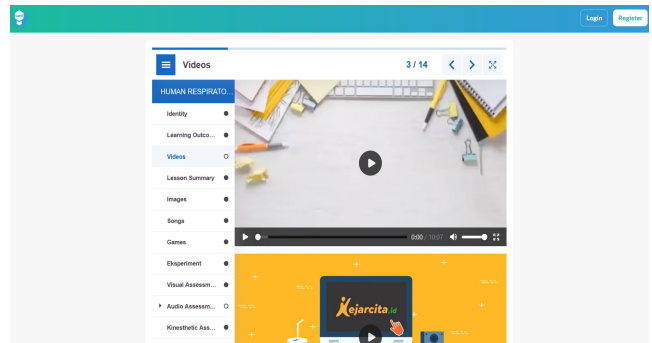 Login
Register
Videos
3 / 14
HUMAN RESPIRATO...
Identity
Learning Outco...
Videos
Lesson Summary
Images
Songs
Games
Eksperiment
Visual Assessm...
Audio Assessm...
Kinesthetic Ass...
0:00 / 10:07
Kejarcita.id